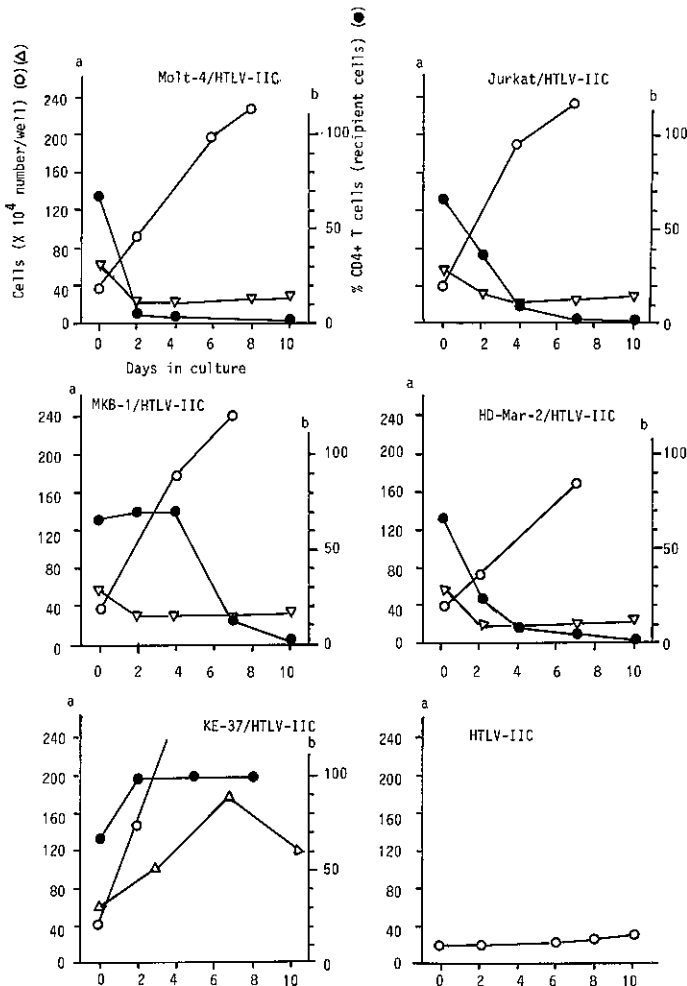 Cells (X 10⁴ number/well) (O)(Δ)
% CD4+ T cells (recipient cells) (●)
a
Molt-4/HTLV-IIC
b
240
200
160
120
80
40
0
100
50
0
0 2 4 6 8 10
Days in culture
a
Jurkat/HTLV-IIC
b
100
50
0
0 2 4 6 8 10
a
MKB-1/HTLV-IIC
b
240
200
160
120
80
40
0
100
50
0
0 2 4 6 8 10
a
HD-Mar-2/HTLV-IIC
b
240
200
160
120
80
40
0
100
50
0
0 2 4 6 8 10
a
KE-37/HTLV-IIC
b
240
200
160
120
80
40
0
100
50
0
0 2 4 6 8 10
a
HTLV-IIC
240
200
160
120
80
40
0
0 2 4 6 8 10